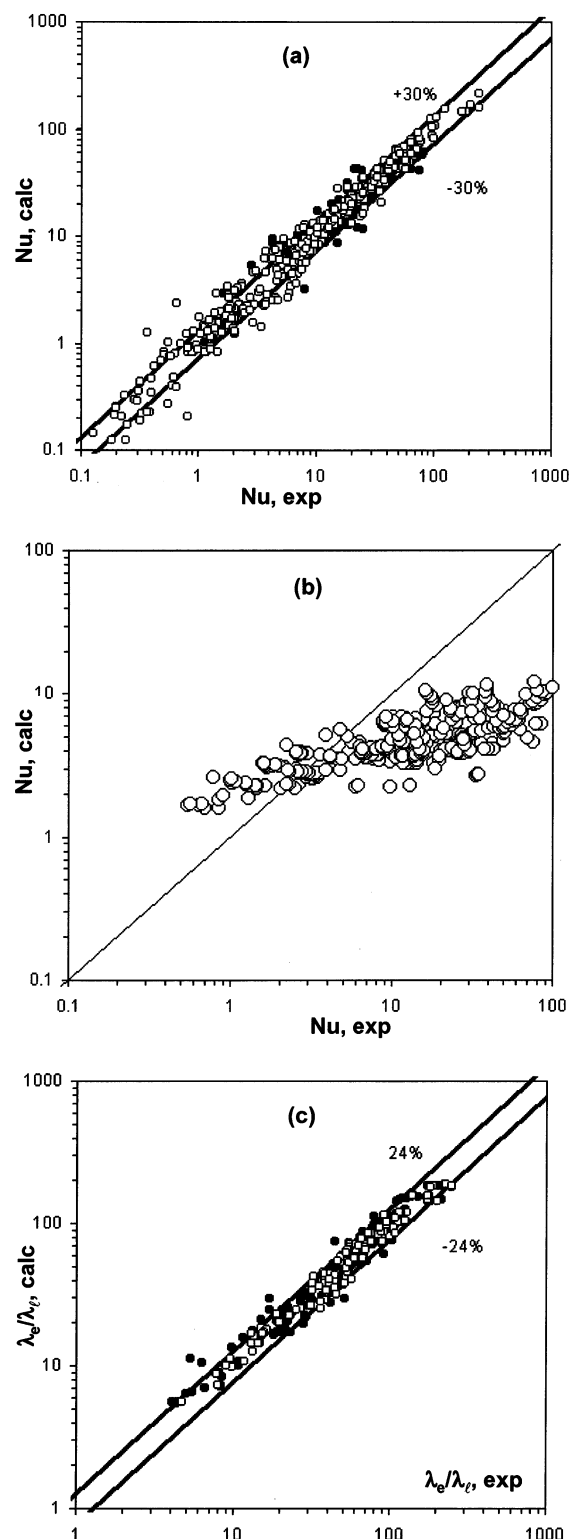 1000
(a)
+30%
100
-30%
Nu, calc
10
1
0.1
0.1 1 10 100 1000
Nu, exp
100
(b)
10
Nu, calc
1
0.1
0.1 1 10 100
Nu, exp
1000
(c)
24%
100
-24%
λe/λℓ, calc
10
λe/λℓ, exp
1
1 10 100 1000